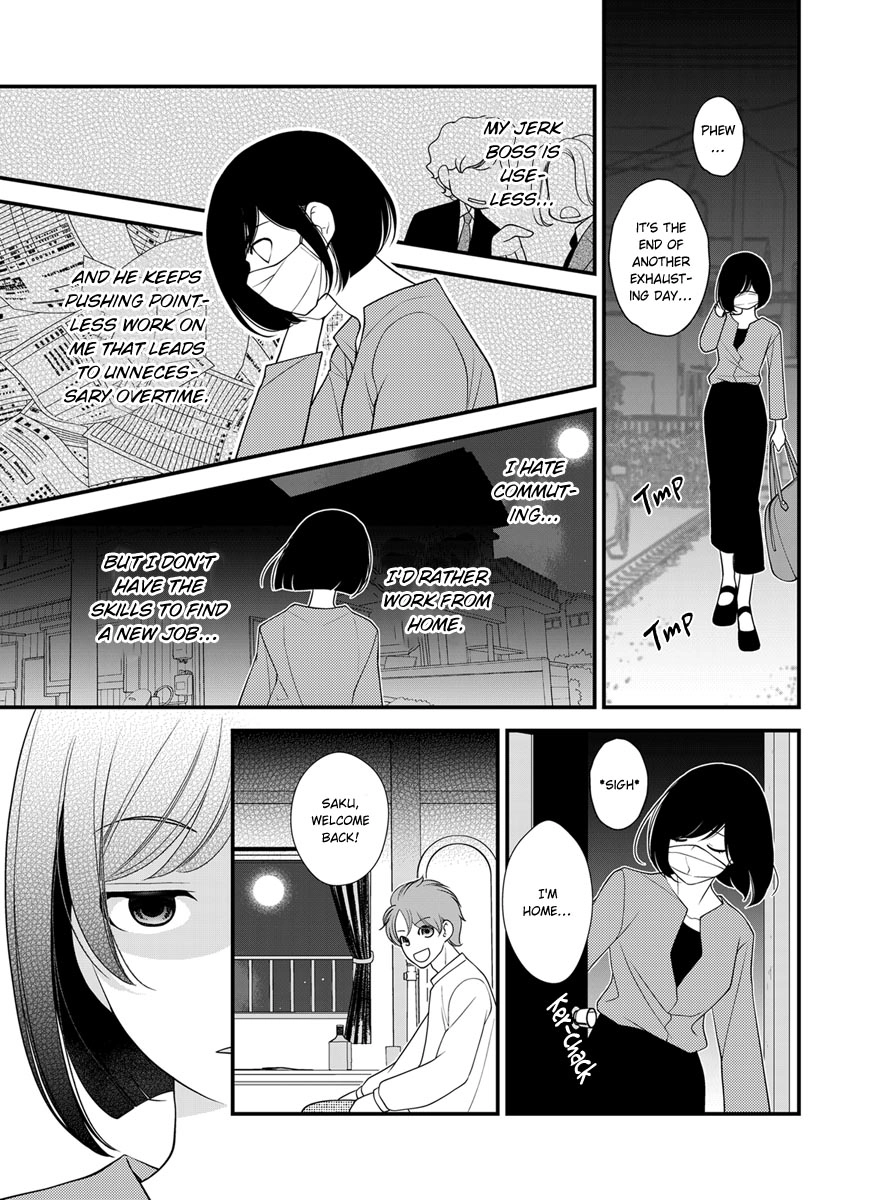 PHEW
...
IT'S THE
END OF
ANOTHER
EXHAUST-
ING DAY...
TMP
TMP
MY JERK
BOSS IS
USE-
LESS...
AND HE KEEPS
PUSHING POINT-
LESS WORK ON
ME THAT LEADS
TO UNNECES-
SARY OVERTIME.
I HATE
COMMUT-
ING...
I'D RATHER
WORK FROM
HOME.
BUT I DON'T
HAVE THE
SKILLS TO FIND
A NEW JOB...
*SIGH*
I'M
HOME...
Ker-chack
SAKU,
WELCOME
BACK!